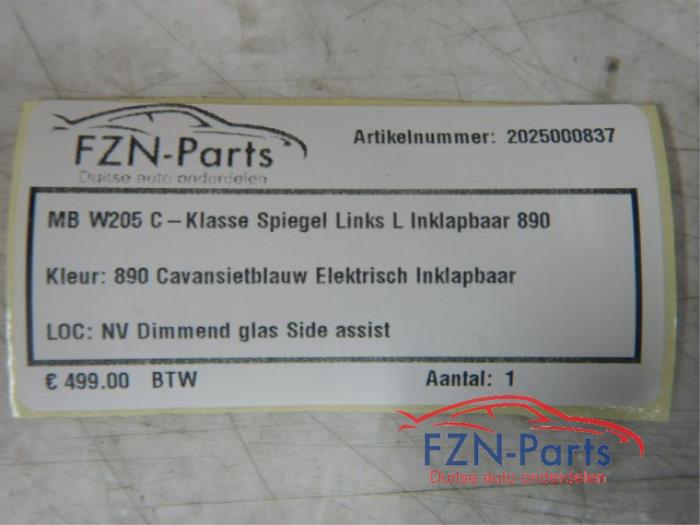 FZN-Parts
Duitse auto onderdelen
Artikelnummer: 2025000837
MB W205 C-Klasse Spiegel Links L Inklapbaar 890
Kleur: 890 Cavansietblauw Elektrisch Inklapbaar
LOC: NV Dimmend glas Side assist
€ 499.00 BTW
Aantal: 1
FZN-Parts
Duitse auto onderdelen